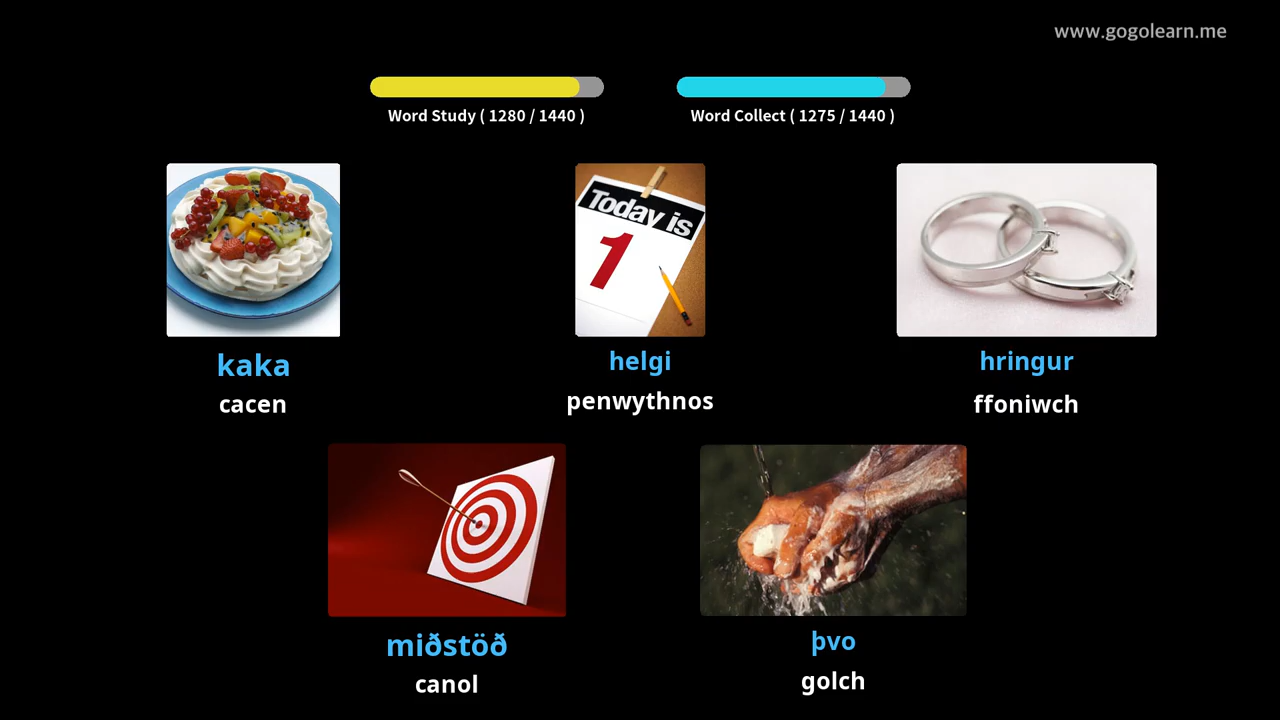 www.gogolearn.me
Word Study ( 1280 / 1440 )
Word Collect ( 1275 / 1440 )
Today is
1
kaka
cacen
helgi
penwythnos
hringur
ffoniwch
miðstöð
canol
þvo
golch